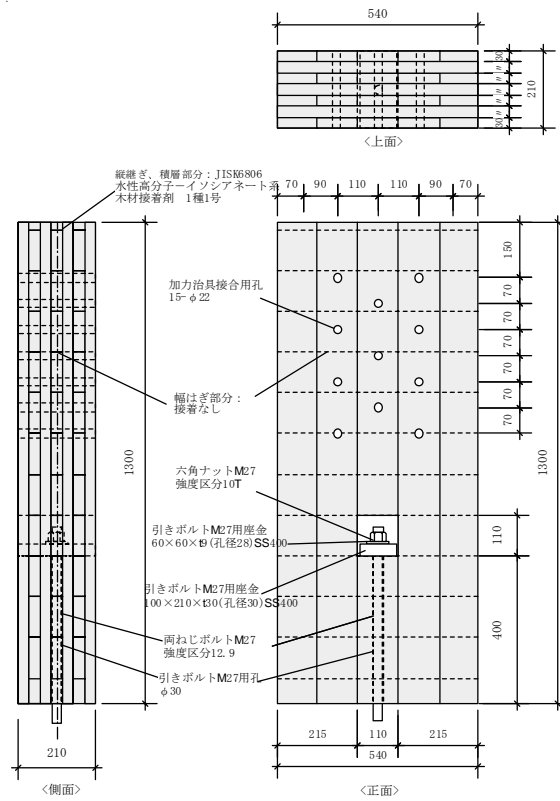 540
30
〃
〃
〃
〃
〃
30
210
〈上面〉
縦継ぎ、積層部分：JISK6806
水性高分子－イソシアネート系
木材接着剤　1種1号
70 90 110 110 90 70
加力治具接合用孔
15-φ22
150
70
70
70
70
70
70
幅はぎ部分：
接着なし
1300
1300
六角ナットM27
強度区分10T
引きボルトM27用座金
60×60×t9(孔径28)SS400
110
引きボルトM27用座金
100×210×t30(孔径30)SS400
400
両ねじボルトM27
強度区分12.9
引きボルトM27用孔
φ30
210
215 110 215
540
〈側面〉
〈正面〉